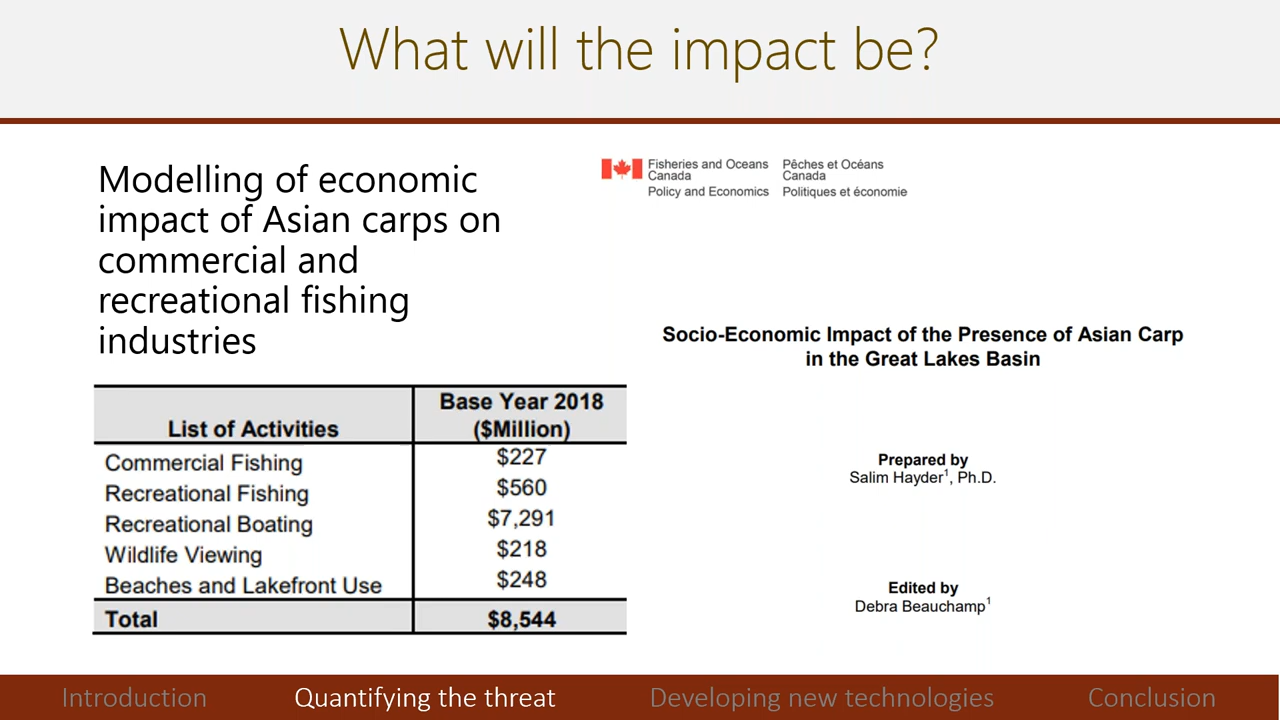 What will the impact be?
Modelling of economic
impact of Asian carps on
commercial and
recreational fishing
industries
List of Activities
Base Year 2018
($Million)
Commercial Fishing $227
Recreational Fishing $560
Recreational Boating $7,291
Wildlife Viewing $218
Beaches and Lakefront Use $248
Total $8,544
Fisheries and Oceans Pêches et Océans
Canada Canada
Policy and Economics Politiques et économie
Socio-Economic Impact of the Presence of Asian Carp
in the Great Lakes Basin
Prepared by
Salim Hayder1, Ph.D.
Edited by
Debra Beauchamp1
Introduction Quantifying the threat Developing new technologies Conclusion